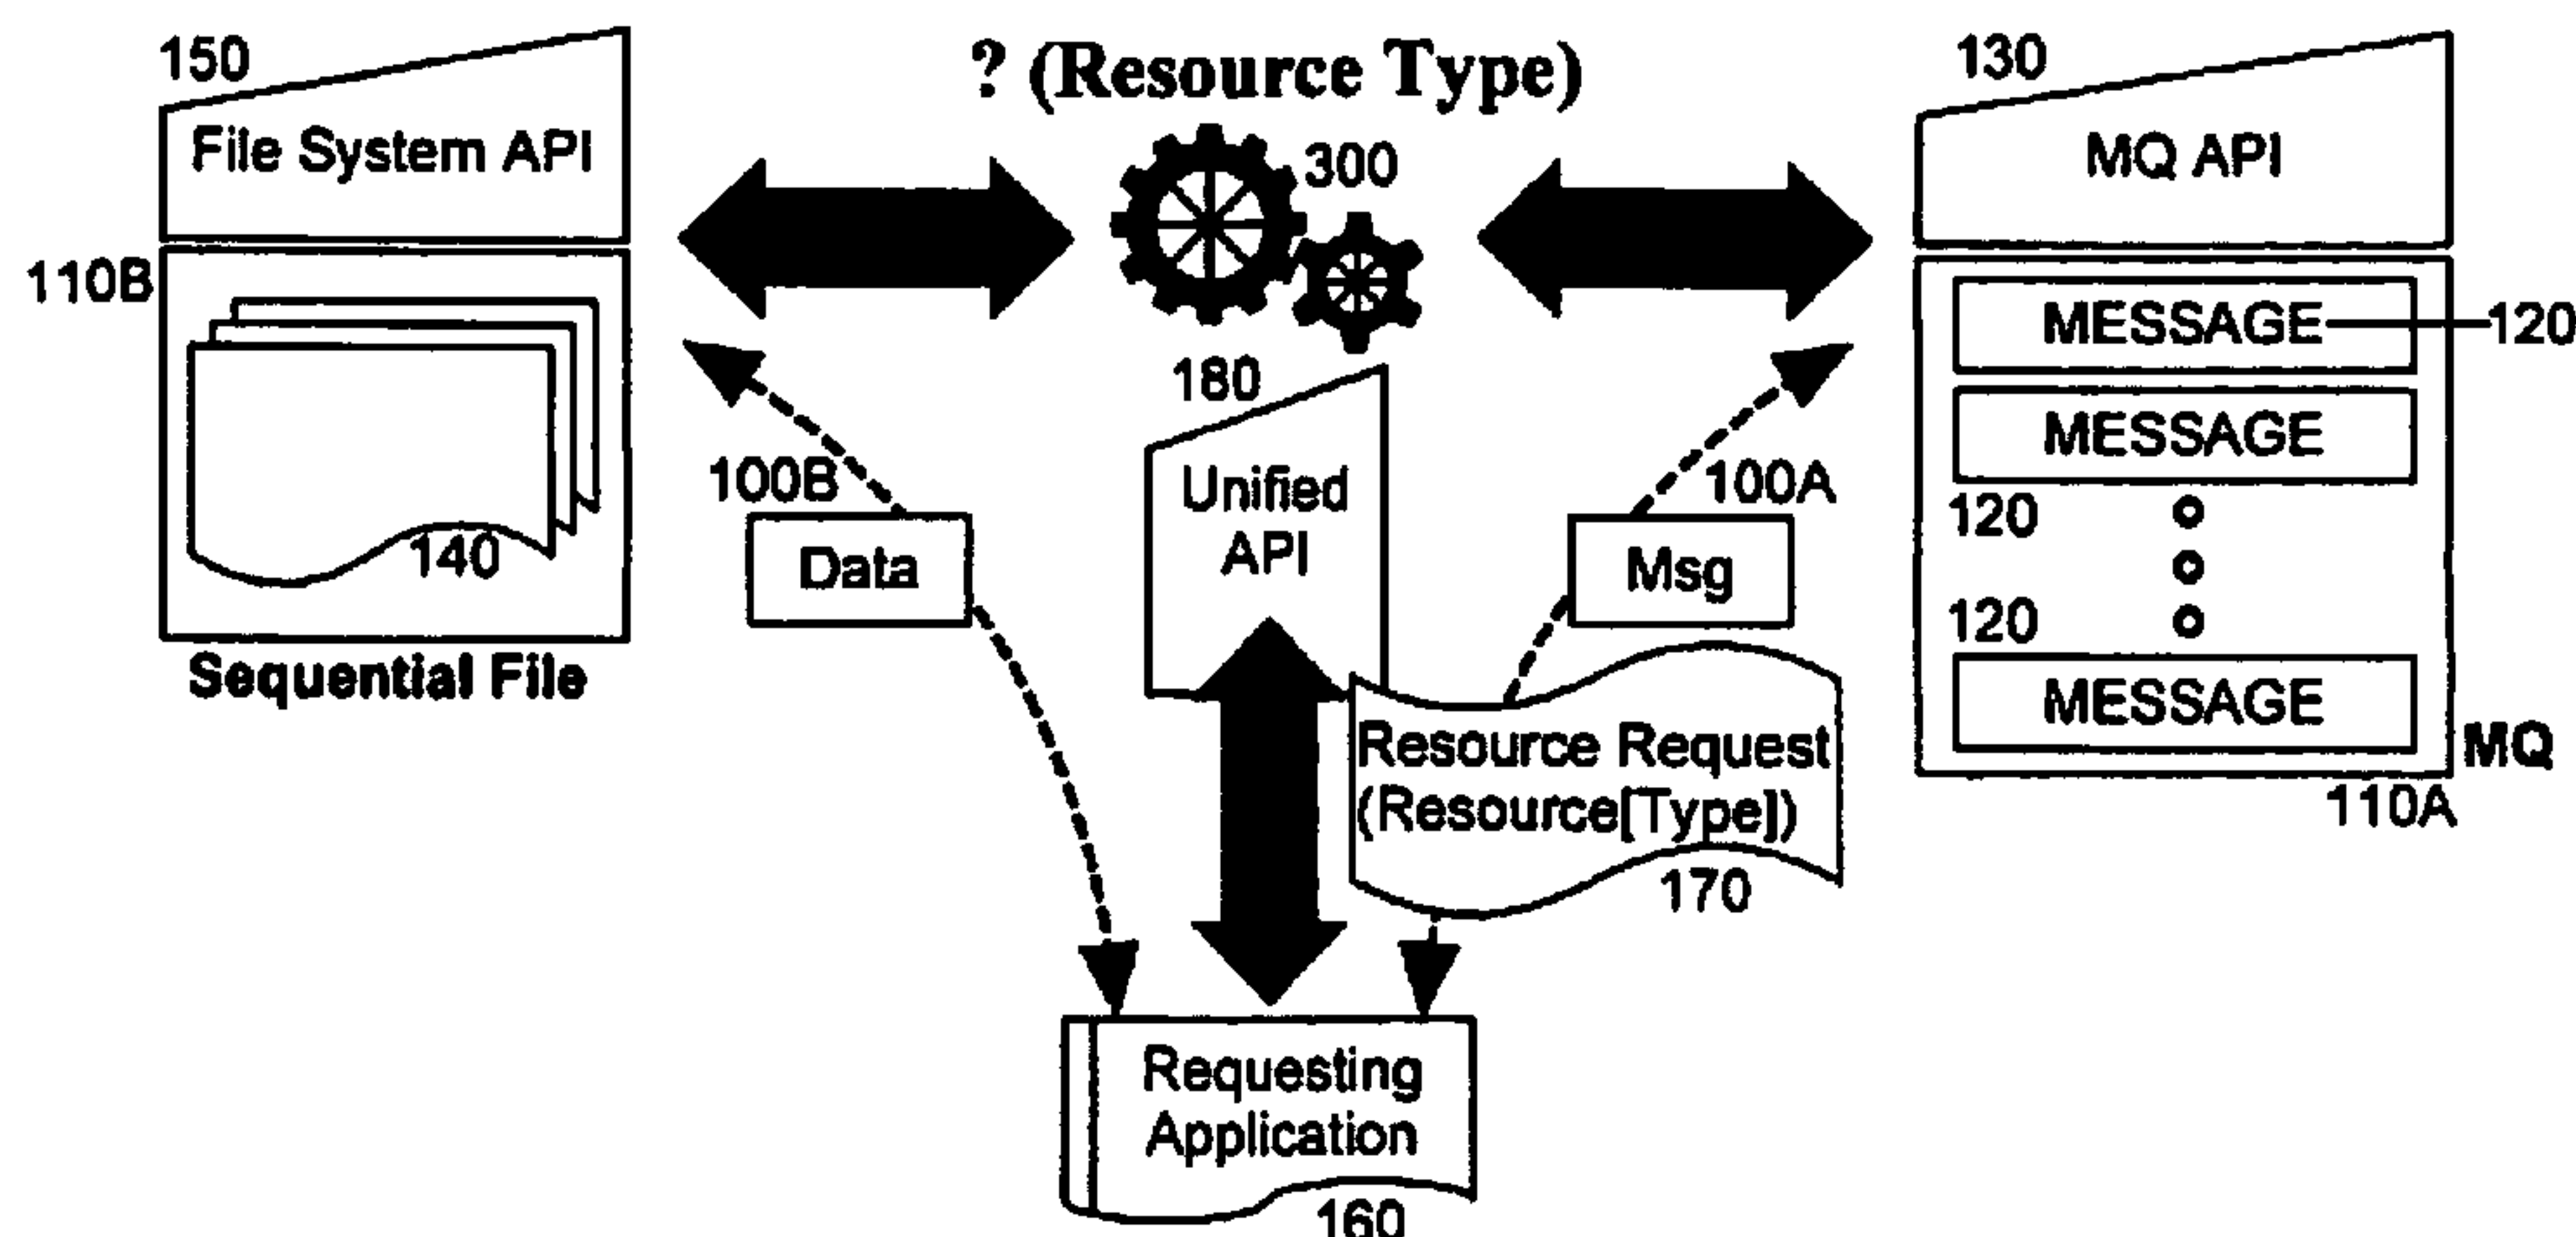 150
File System API
110B
140
Sequential File
? (Resource Type)
300
180
Unified
API
100B
Data
100A
Msg
Resource Request
(Resource[Type])
170
Requesting
Application
160
130
MQ API
MESSAGE
120
MESSAGE
120
120
MESSAGE
MQ
110A